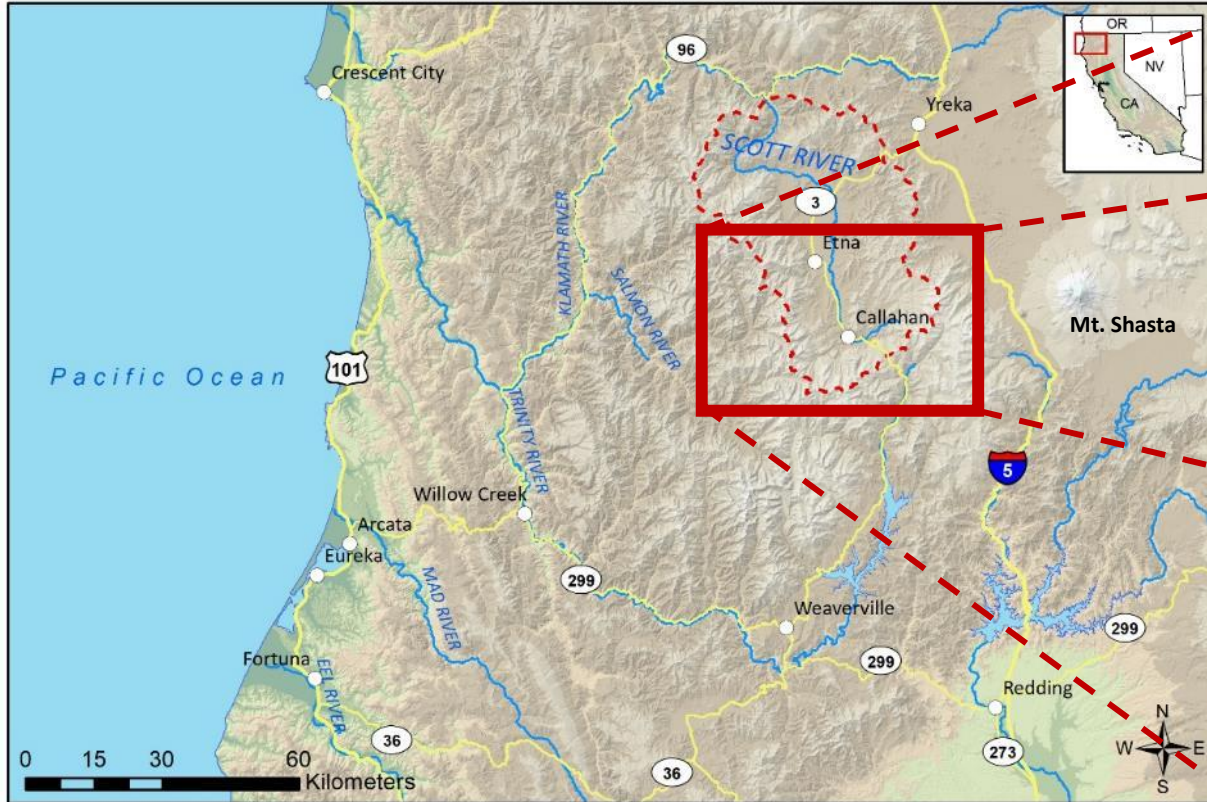 OR
NV
CA
96
Crescent City
Yreka
SCOTT RIVER
3
Etna
KLAMATH RIVER
SALMON RIVER
Callahan
Mt. Shasta
Pacific Ocean
101
TRINITY RIVER
5
Willow Creek
Arcata
Eureka
MAD RIVER
299
Weaverville
299
299
Fortuna
EEL RIVER
Redding
36
273
36
0 15 30 60
Kilometers
N
W E
S